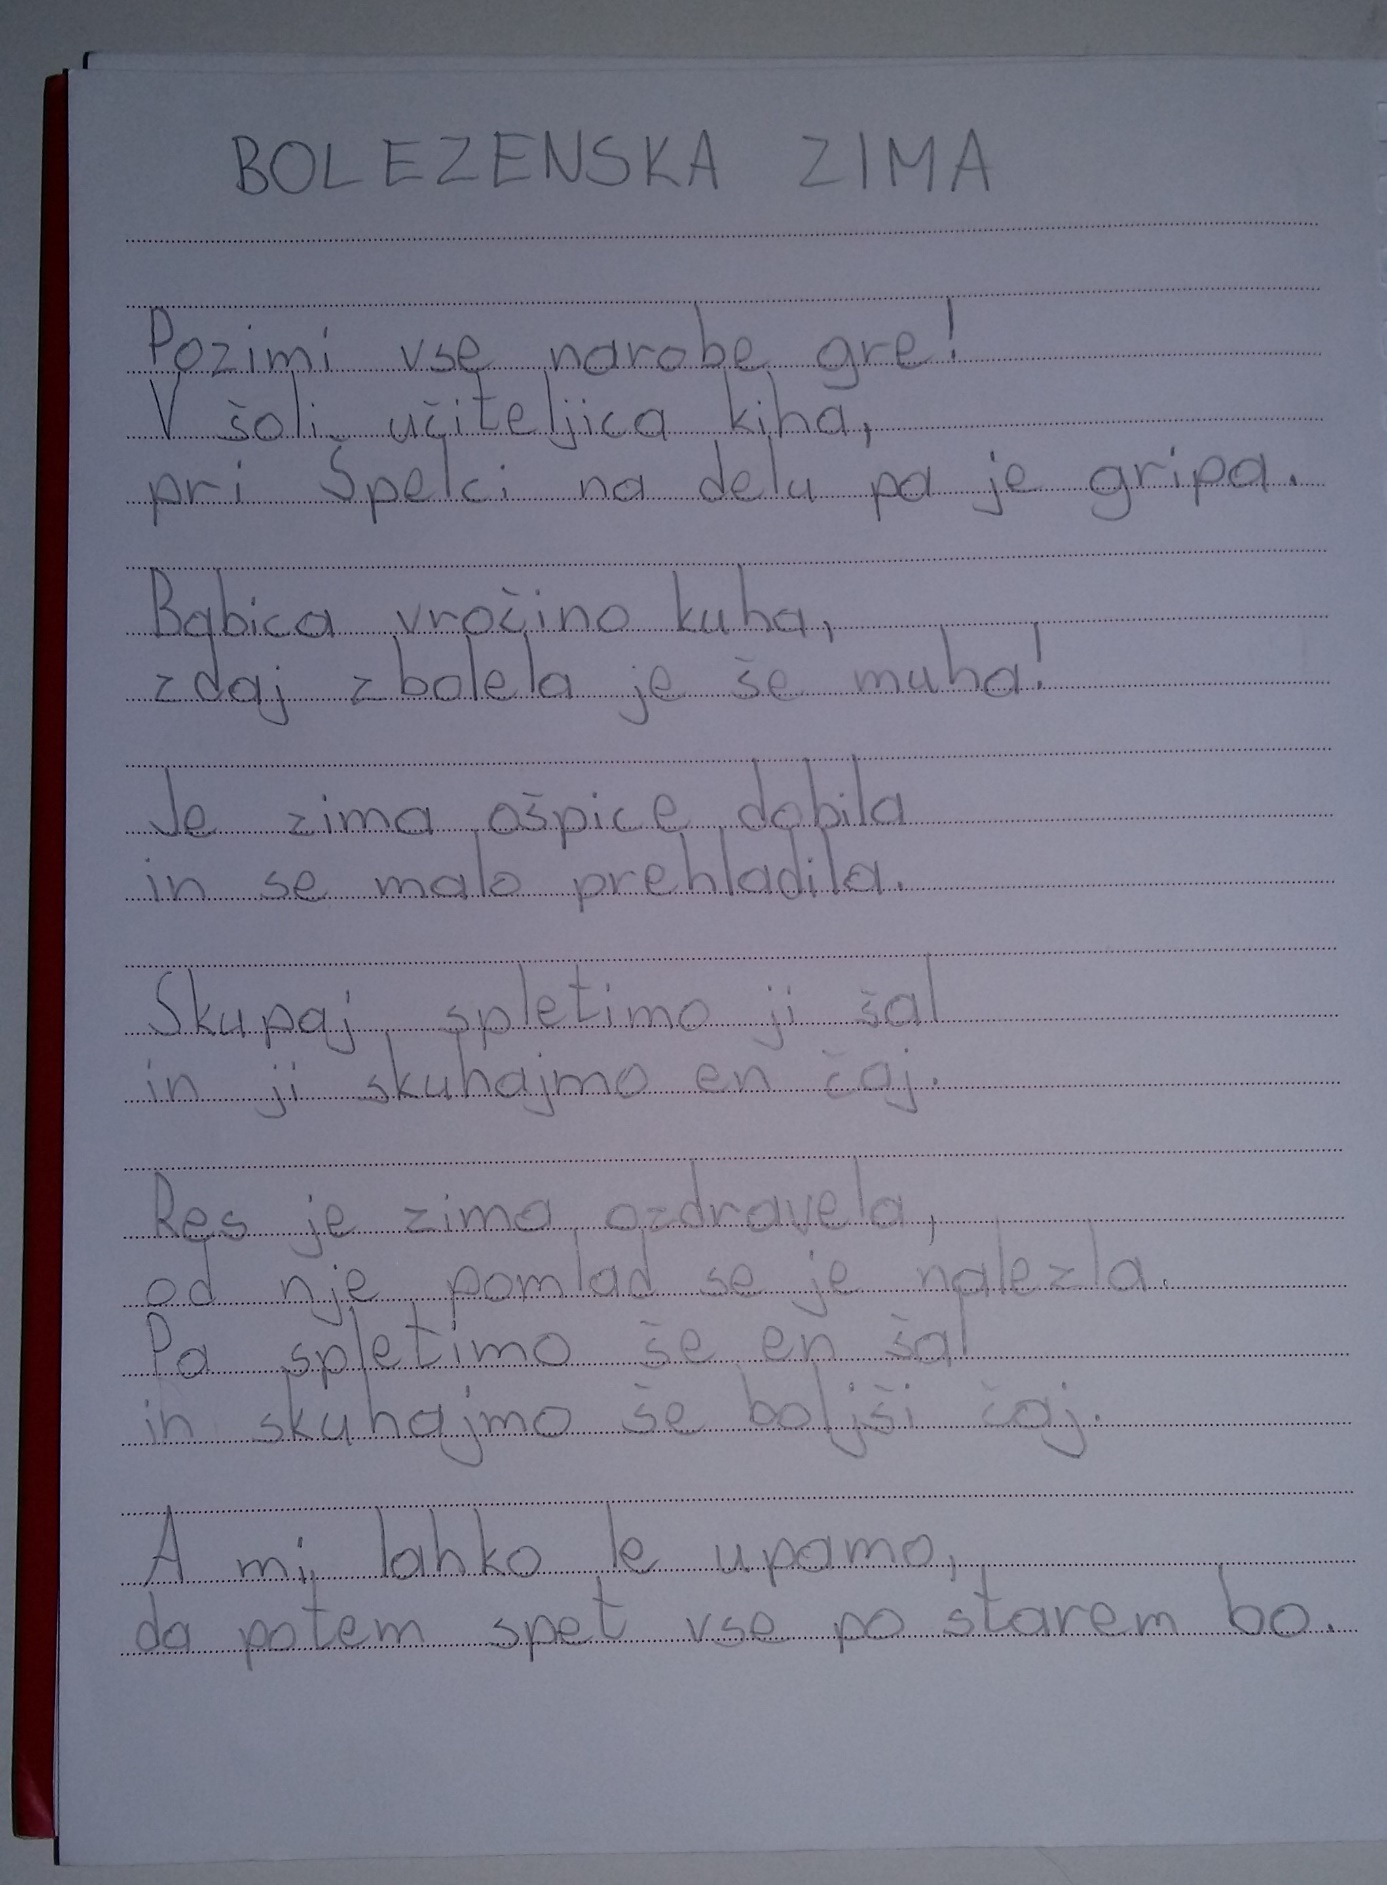 BOLEZENSKA ZIMA
Pozimi vse narobe gre!
V šoli učiteljica kiha,
pri Špelci na delu pa je gripa.
Babica vročino kuha,
zdaj zbolela je še muha!
Je zima ošpice dobila
in se malo prehladila.
Skupaj spletimo ji šal
in ji skuhajmo en čaj.
Res je zima ozdravela,
od nje pomlad se je nalezla.
Pa spletimo še en šal
in skuhajmo še boljši čaj.
A mi lahko le upamo,
da potem spet vse po starem bo.